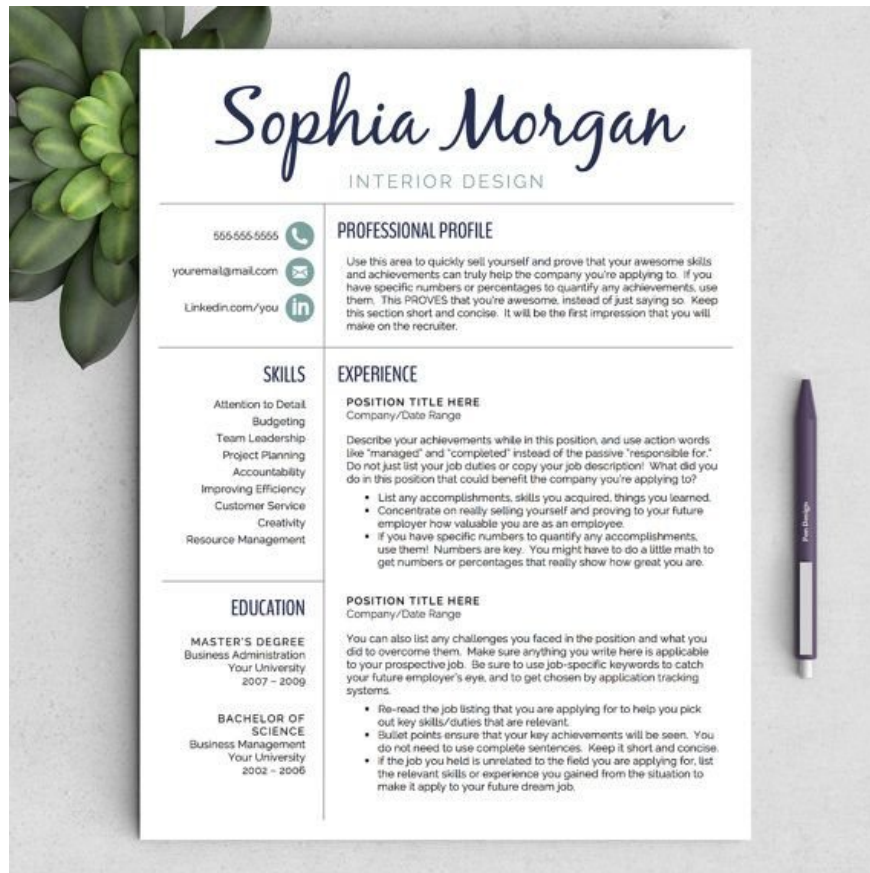 Sophia Morgan
INTERIOR DESIGN
555-555-5555
youremail@mail.com
Linkedin.com/you
in
PROFESSIONAL PROFILE
Use this area to quickly sell yourself and prove that your awesome skills
and achievements can truly help the company you're applying to. If you
have specific numbers or percentages to quantify any achievements, use
them. This PROVES that you're awesome, instead of just saying so. Keep
this section short and concise. It will be the first impression that you will
make on the recruiter.
SKILLS
Attention to Detail
Budgeting
Team Leadership
Project Planning
Accountability
Improving Efficiency
Customer Service
Creativity
Resource Management
EDUCATION
MASTER'S DEGREE
Business Administration
Your University
2007 – 2009
BACHELOR OF
SCIENCE
Business Management
Your University
2002 – 2006
EXPERIENCE
POSITION TITLE HERE
Company/Date Range
Describe your achievements while in this position, and use action words
like "managed" and "completed" instead of the passive "responsible for."
Do not just list your job duties or copy your job description! What did you
do in this position that could benefit the company you're applying to?
• List any accomplishments, skills you acquired, things you learned.
• Concentrate on really selling yourself and proving to your future
employer how valuable you are as an employee.
• If you have specific numbers to quantify any accomplishments,
use them! Numbers are key. You might have to do a little math to
get numbers or percentages that really show how great you are.
POSITION TITLE HERE
Company/Date Range
You can also list any challenges you faced in the position and what you
did to overcome them. Make sure anything you write here is applicable
to your prospective job. Be sure to use job-specific keywords to catch
your future employer's eye, and to get chosen by application tracking
systems.
• Re-read the job listing that you are applying for to help you pick
out key skills/duties that are relevant.
• Bullet points ensure that your key achievements will be seen. You
do not need to use complete sentences. Keep it short and concise.
• If the job you held is unrelated to the field you are applying for, list
the relevant skills or experience you gained from the situation to
make it apply to your future dream job.
Pen Design